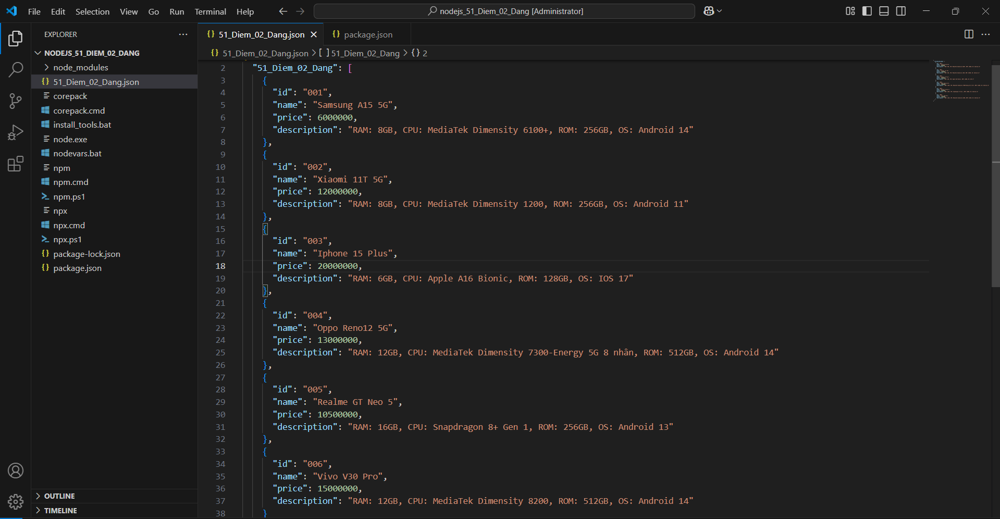 File Edit Selection View Go Run Terminal Help
nodejs_51_Diem_02_Dang [Administrator]
EXPLORER
NODEJS_51_DIEM_02_DANG
node_modules
51_Diem_02_Dang.json
corepack
corepack.cmd
install_tools.bat
node.exe
nodevars.bat
npm
npm.cmd
npm.ps1
npx
npx.cmd
npx.ps1
package-lock.json
package.json
OUTLINE
TIMELINE
51_Diem_02_Dang.json
package.json
{} 51_Diem_02_Dang.json > [ ] 51_Diem_02_Dang > {} 2
2 "51_Diem_02_Dang": [
3 {
4 "id": "001",
5 "name": "Samsung A15 5G",
6 "price": 6000000,
7 "description": "RAM: 8GB, CPU: MediaTek Dimensity 6100+, ROM: 256GB, OS: Android 14"
8 },
9 {
10 "id": "002",
11 "name": "Xiaomi 11T 5G",
12 "price": 12000000,
13 "description": "RAM: 8GB, CPU: MediaTek Dimensity 1200, ROM: 256GB, OS: Android 11"
14 },
15 {
16 "id": "003",
17 "name": "Iphone 15 Plus",
18 "price": 20000000,
19 "description": "RAM: 6GB, CPU: Apple A16 Bionic, ROM: 128GB, OS: IOS 17"
20 },
21 {
22 "id": "004",
23 "name": "Oppo Reno12 5G",
24 "price": 13000000,
25 "description": "RAM: 12GB, CPU: MediaTek Dimensity 7300-Energy 5G 8 nhân, ROM: 512GB, OS: Android 14"
26 },
27 {
28 "id": "005",
29 "name": "Realme GT Neo 5",
30 "price": 10500000,
31 "description": "RAM: 16GB, CPU: Snapdragon 8+ Gen 1, ROM: 256GB, OS: Android 13"
32 },
33 {
34 "id": "006",
35 "name": "Vivo V30 Pro",
36 "price": 15000000,
37 "description": "RAM: 12GB, CPU: MediaTek Dimensity 8200, ROM: 512GB, OS: Android 14"
38 }